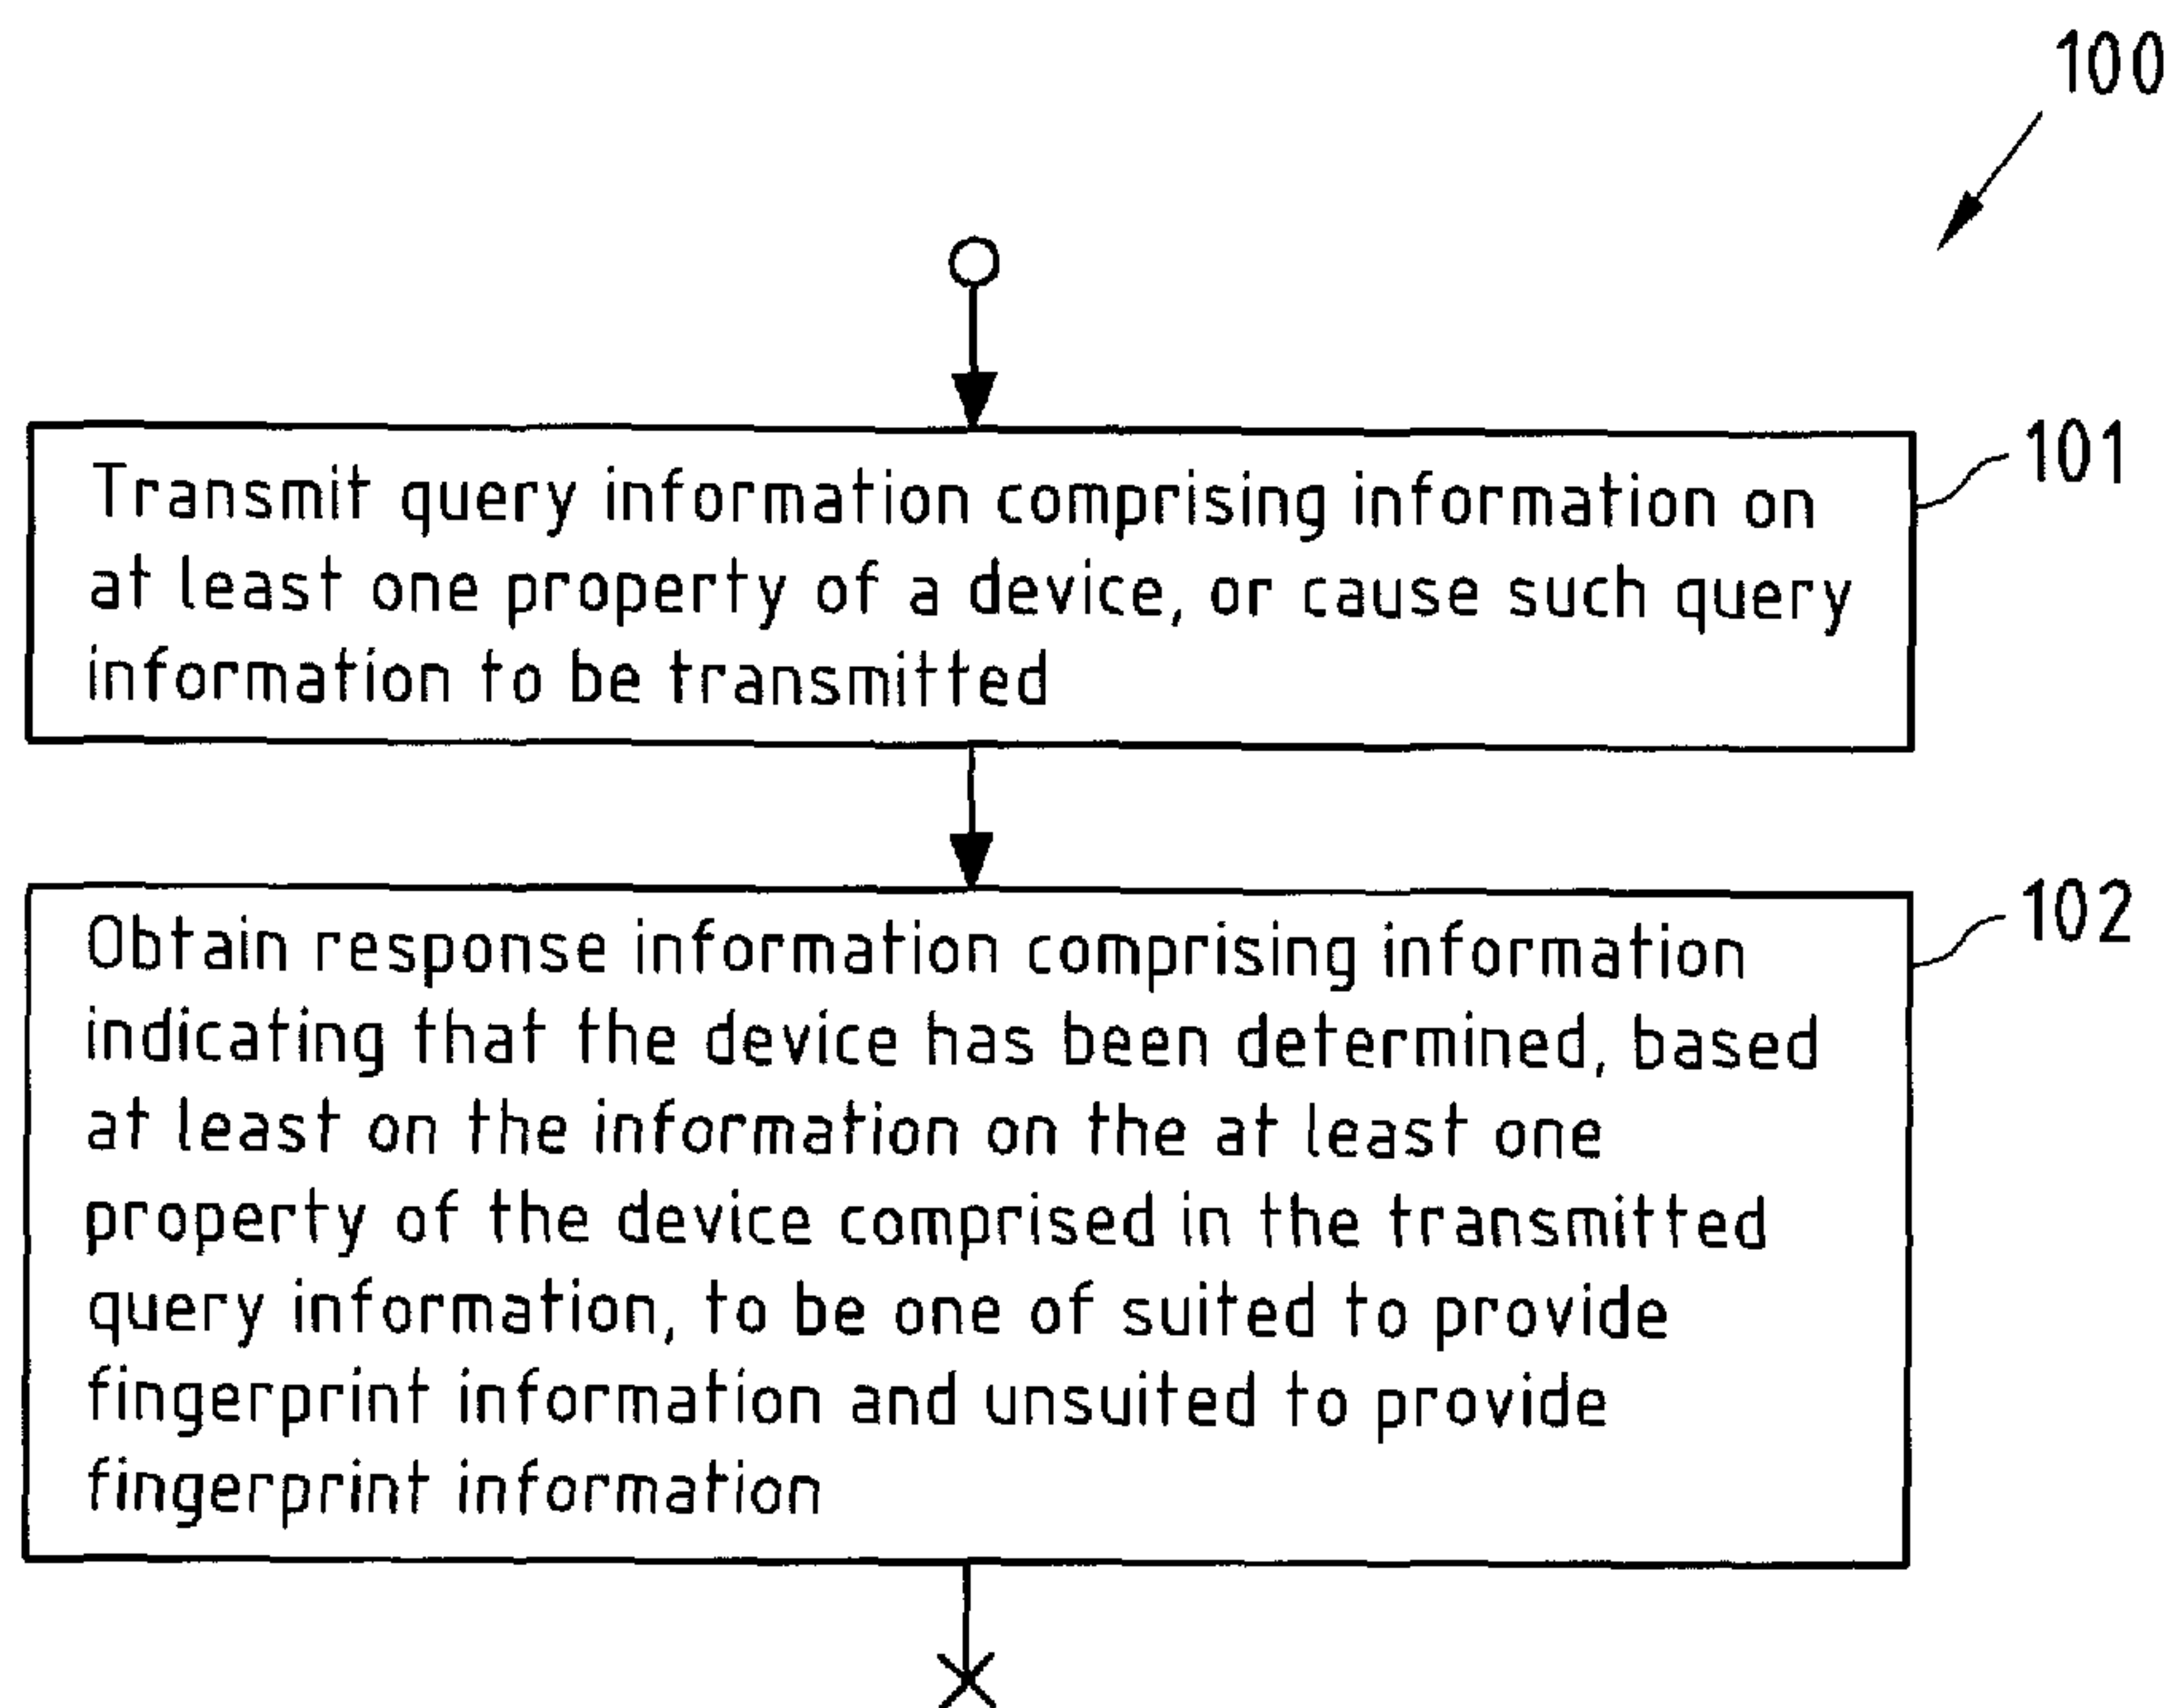 100
101
Transmit query information comprising information on
at least one property of a device, or cause such query
information to be transmitted
102
Obtain response information comprising information
indicating that the device has been determined, based
at least on the information on the at least one
property of the device comprised in the transmitted
query information, to be one of suited to provide
fingerprint information and unsuited to provide
fingerprint information